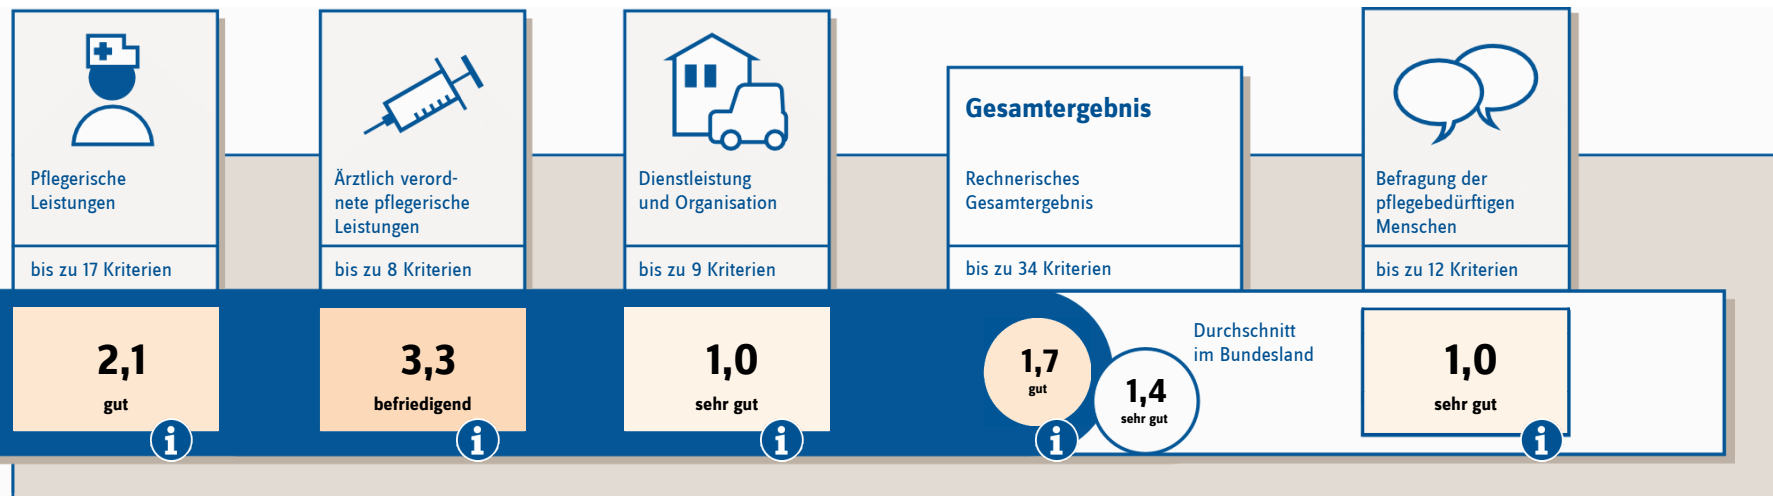 Pflegerische
Leistungen
bis zu 17 Kriterien
2,1
gut
i
Ärztlich verord-
nete pflegerische
Leistungen
bis zu 8 Kriterien
3,3
befriedigend
i
Dienstleistung
und Organisation
bis zu 9 Kriterien
1,0
sehr gut
i
Gesamtergebnis
Rechnerisches
Gesamtergebnis
bis zu 34 Kriterien
1,7
gut
i
Durchschnitt
im Bundesland
1,4
sehr gut
Befragung der
pflegebedürftigen
Menschen
bis zu 12 Kriterien
1,0
sehr gut
i